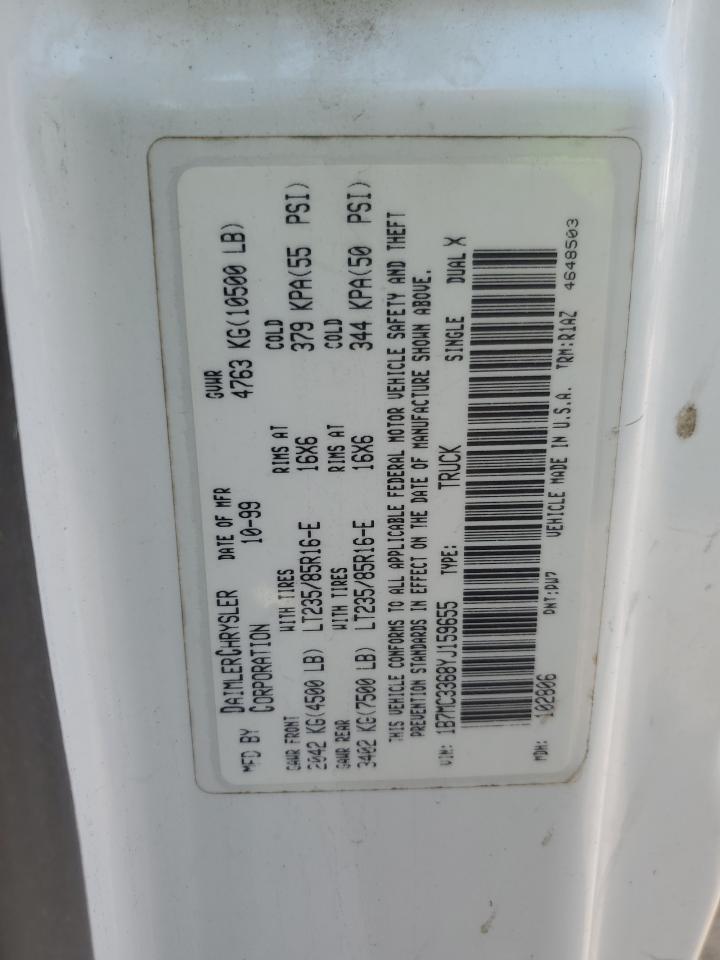 MFD BY DAIMLERCHRYSLER CORPORATION
DATE OF MFR 10-99
GVWR 4763 KG(10500 LB)
GAWR FRONT WITH TIRES RIMS AT COLD
2042 KG(4500 LB) LT235/85R16-E 16X6 379 KPA(55 PSI)
GAWR REAR WITH TIRES RIMS AT COLD
3402 KG(7500 LB) LT235/85R16-E 16X6 344 KPA(50 PSI)
THIS VEHICLE CONFORMS TO ALL APPLICABLE FEDERAL MOTOR VEHICLE SAFETY AND THEFT
PREVENTION STANDARDS IN EFFECT ON THE DATE OF MANUFACTURE SHOWN ABOVE.
VIN: 1B7MC3368YJ159655 TYPE: TRUCK SINGLE DUAL X
MDH: 102806 PNT:PW7 VEHICLE MADE IN U.S.A. TRM:R1AZ 4648503